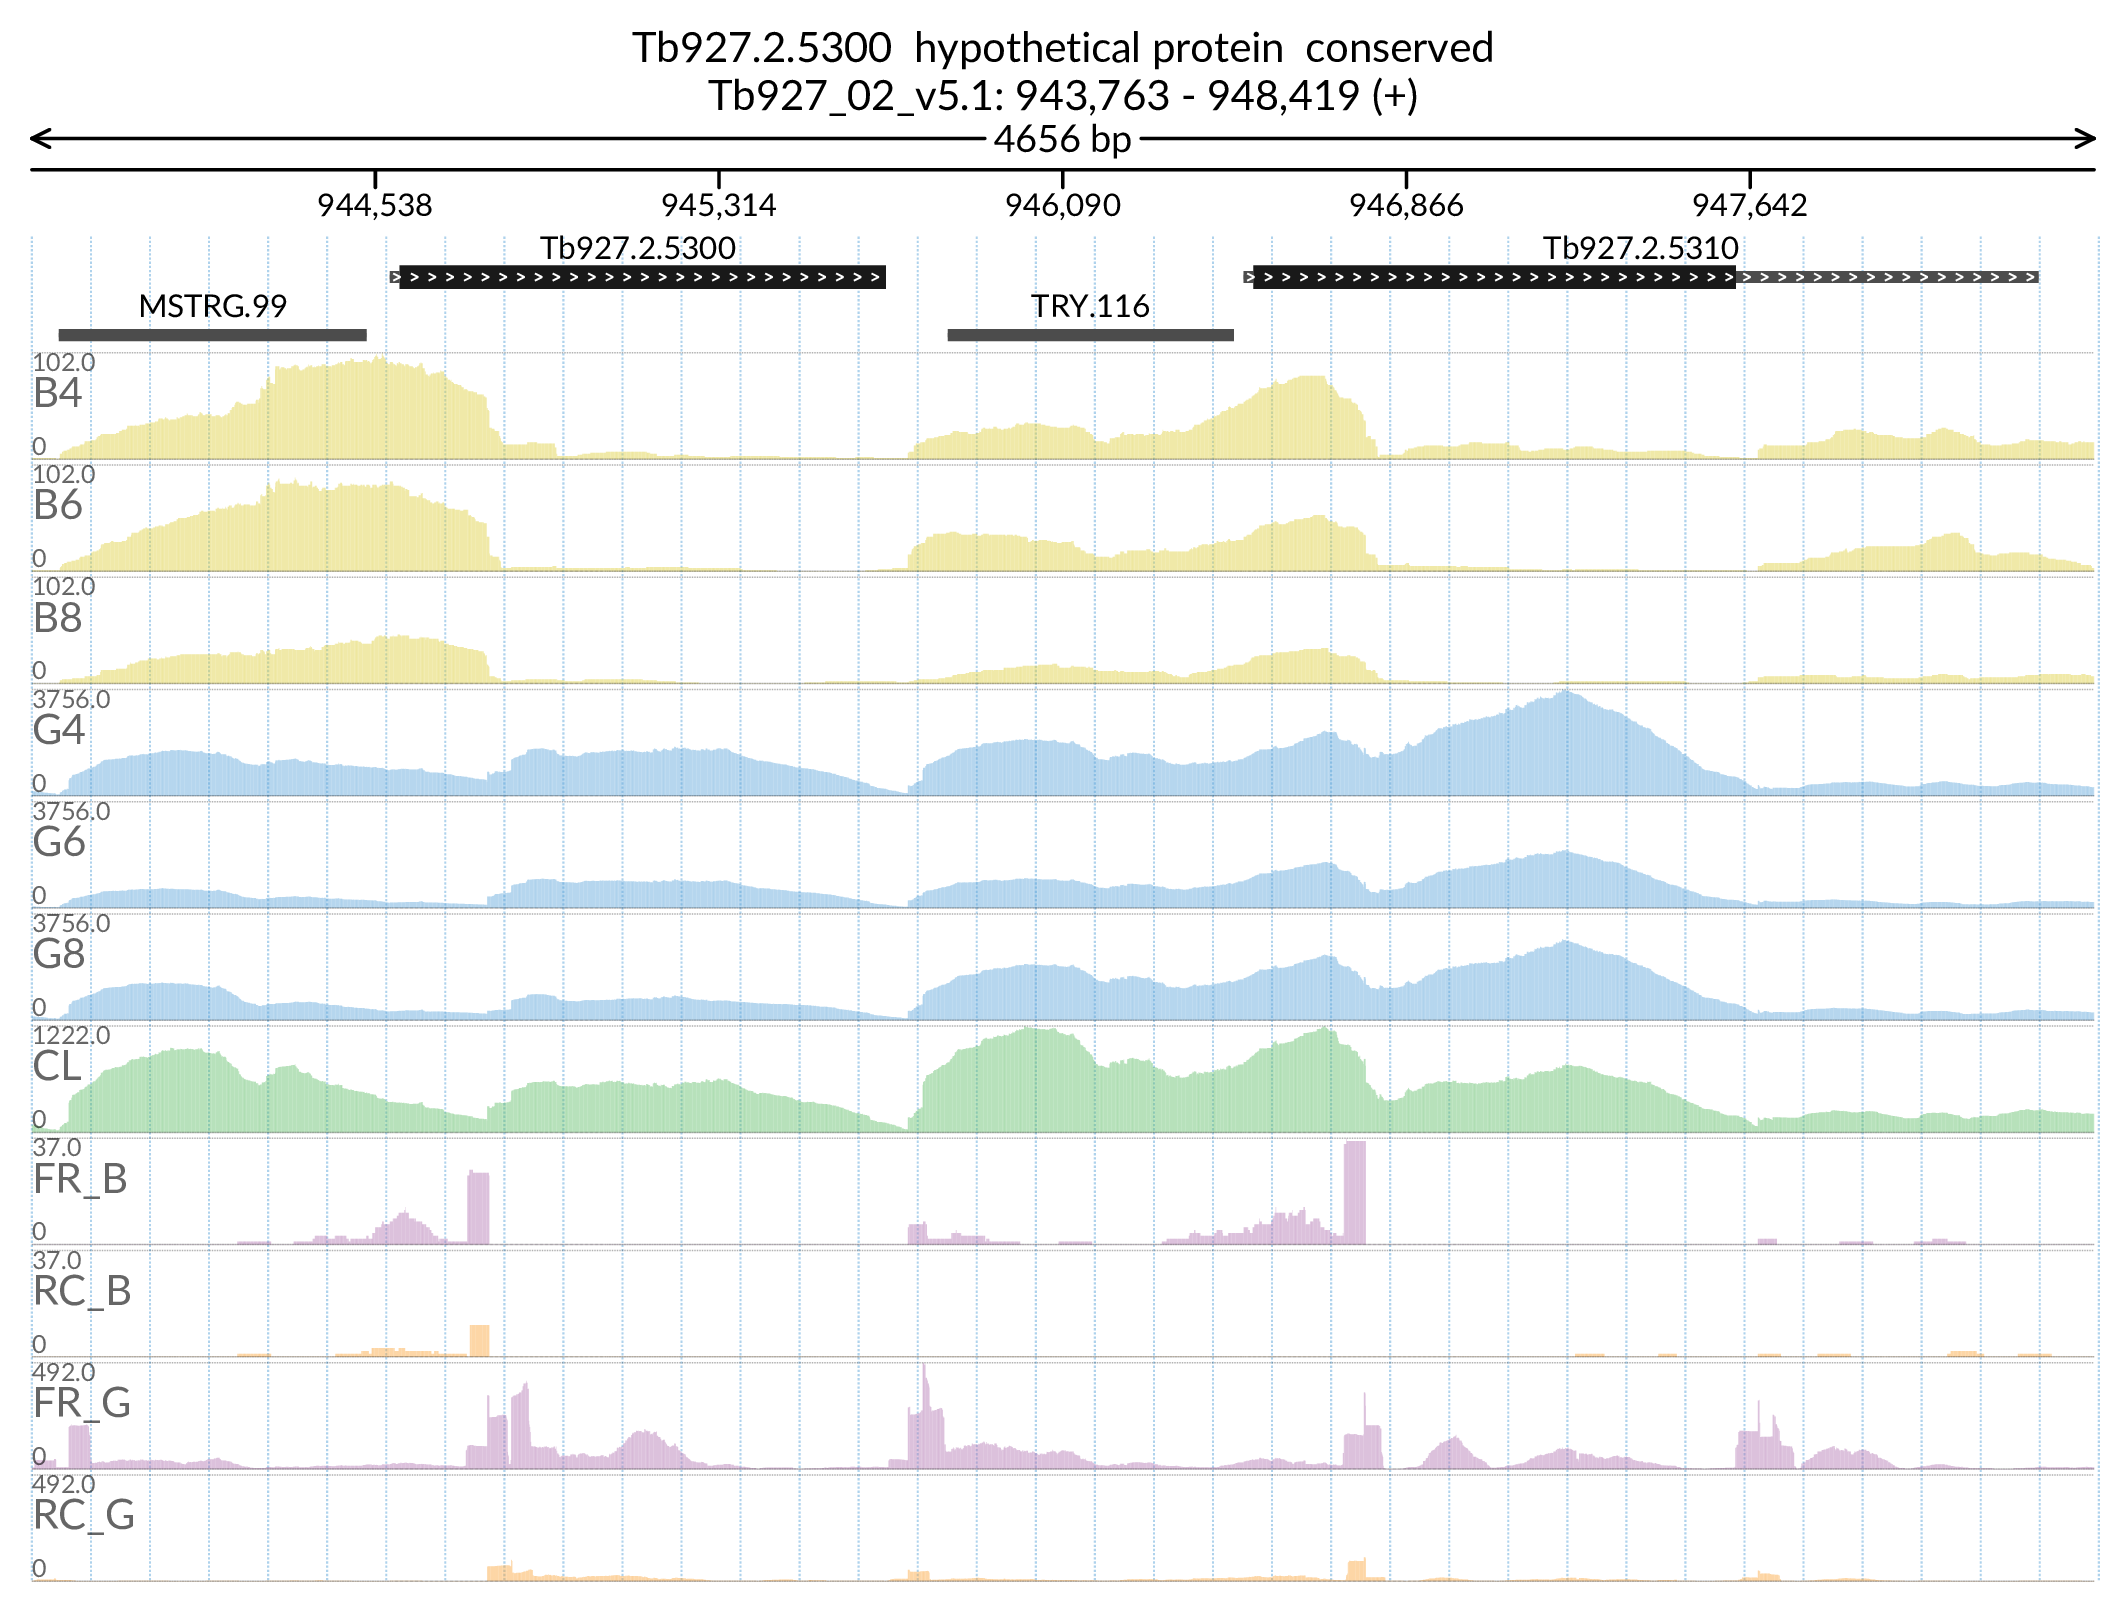 Tb927.2.5300 hypothetical protein conserved
Tb927_02_v5.1: 943,763 - 948,419 (+)
4656 bp
944,538 945,314 946,090 946,866 947,642
Tb927.2.5300 Tb927.2.5310
MSTRG.99 TRY.116
102.0
B4
0
102.0
B6
0
102.0
B8
0
3756.0
G4
0
3756.0
G6
0
3756.0
G8
0
1222.0
CL
0
37.0
FR_B
0
37.0
RC_B
0
492.0
FR_G
0
492.0
RC_G
0